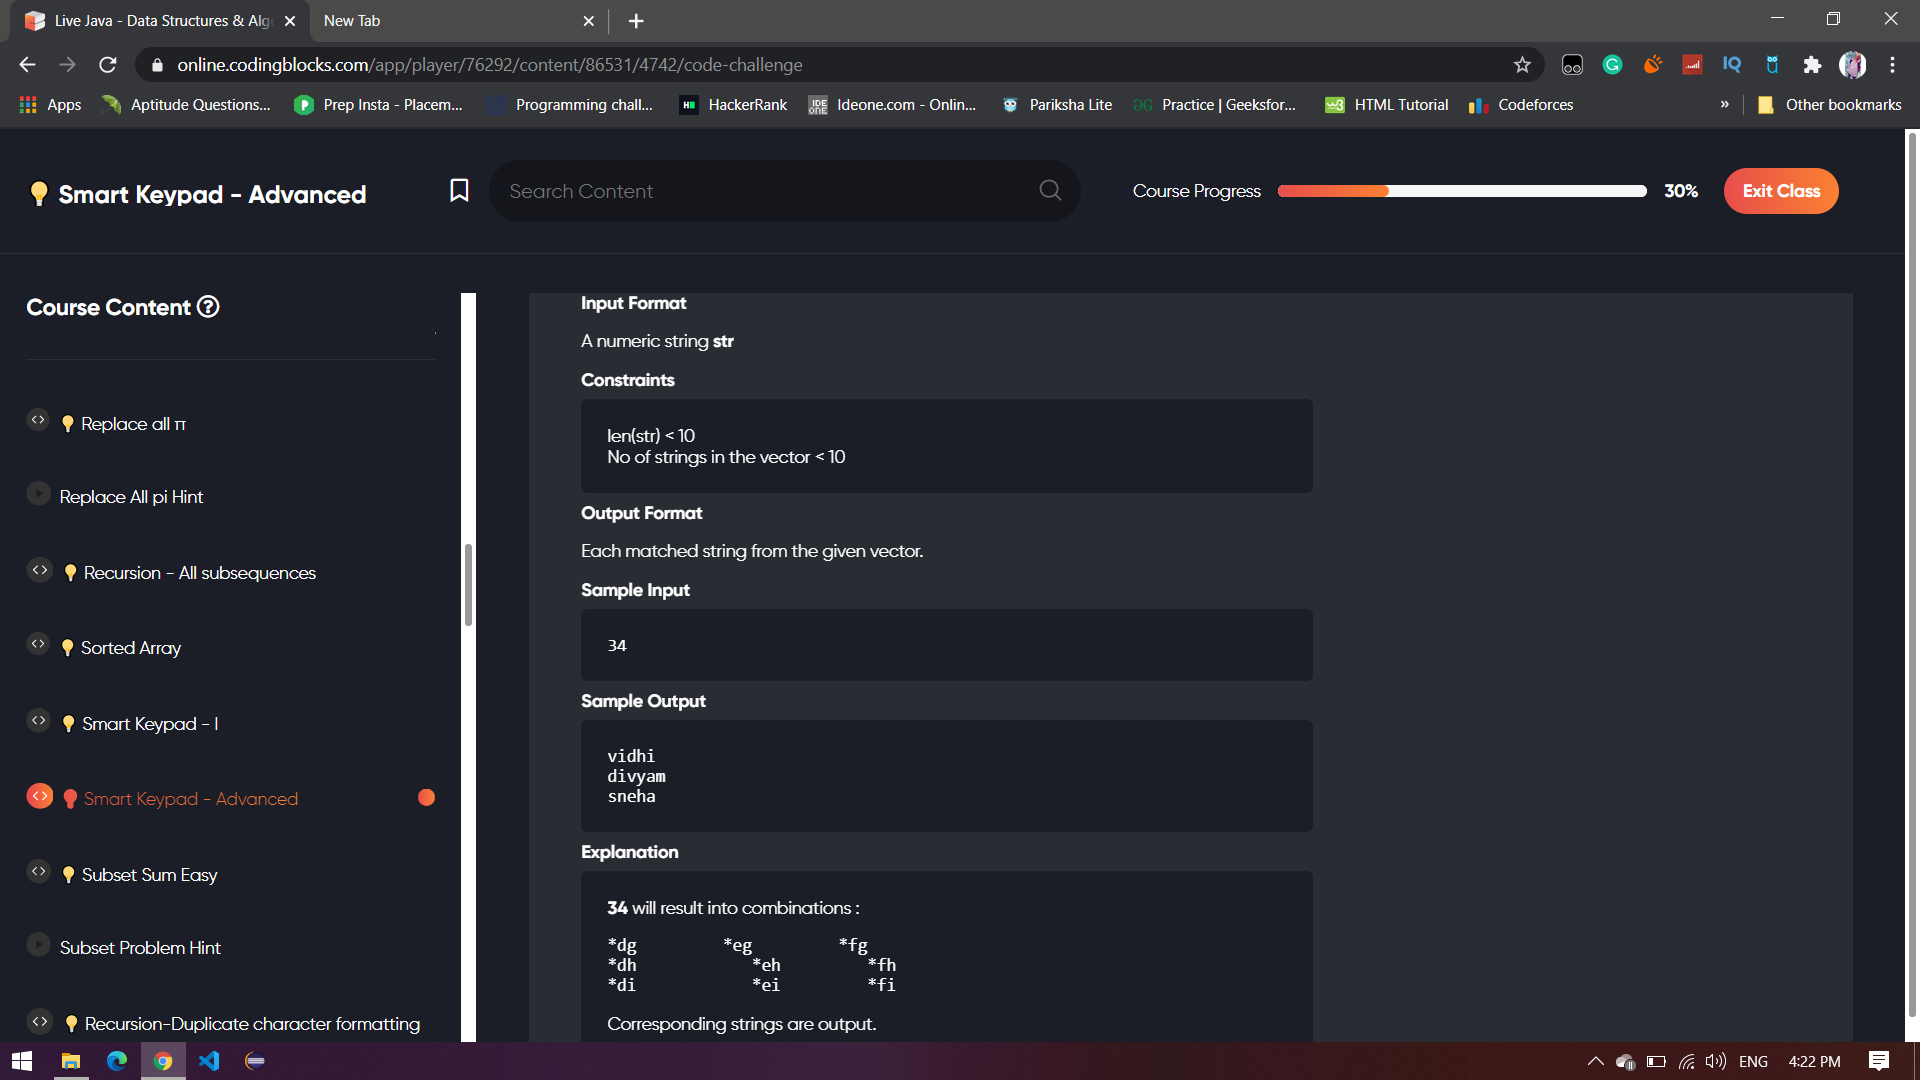 Live Java - Data Structures & Alg
New Tab
online.codingblocks.com/app/player/76292/content/86531/4742/code-challenge
IQ
Apps
Aptitude Questions...
Prep Insta - Placem...
Programming chall...
HackerRank
Ideone.com - Onlin...
Pariksha Lite
Practice | Geeksfor...
HTML Tutorial
Codeforces
»
Other bookmarks
Smart Keypad - Advanced
Search Content
Course Progress
30%
Exit Class
Course Content
Replace all π
Replace All pi Hint
Recursion - All subsequences
Sorted Array
Smart Keypad - I
Smart Keypad - Advanced
Subset Sum Easy
Subset Problem Hint
Recursion-Duplicate character formatting
Input Format
A numeric string str
Constraints
len(str) < 10
No of strings in the vector < 10
Output Format
Each matched string from the given vector.
Sample Input
34
Sample Output
vidhi
divyam
sneha
Explanation
34 will result into combinations :
*dg *eg *fg
*dh *eh *fh
*di *ei *fi
Corresponding strings are output.
ENG
4:22 PM